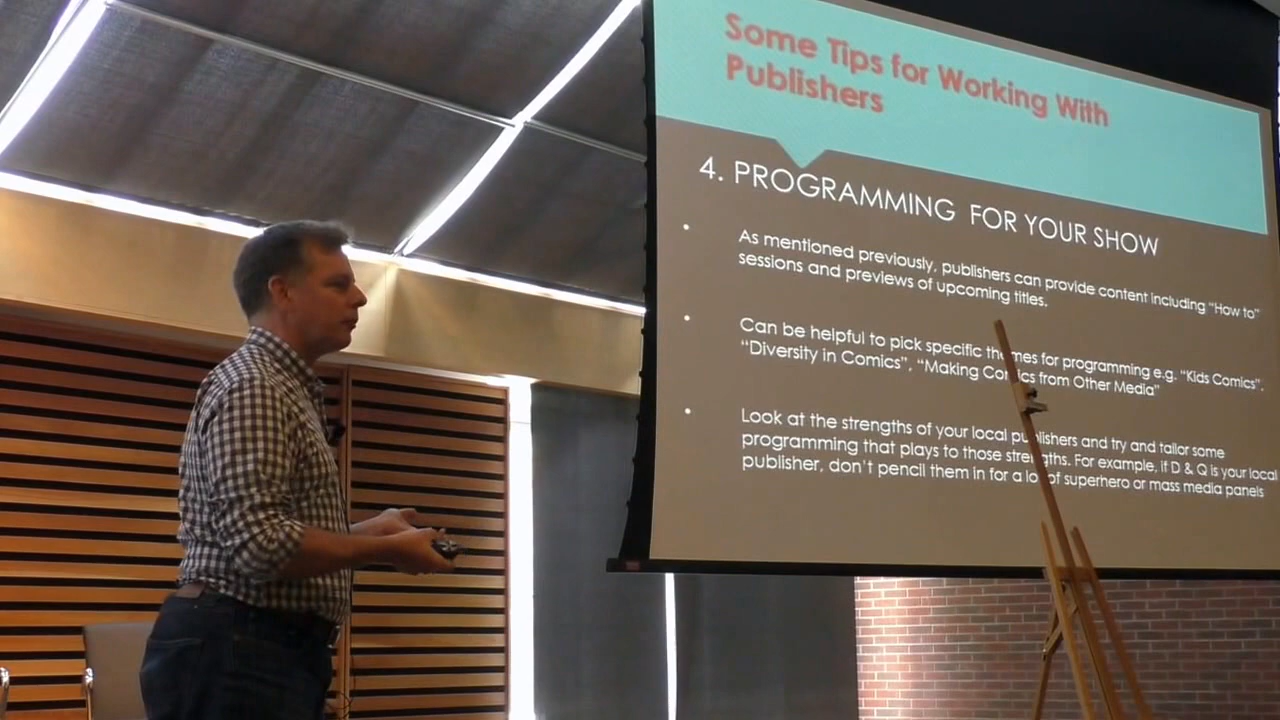 Some Tips for Working With
Publishers
4. PROGRAMMING FOR YOUR SHOW
• As mentioned previously, publishers can provide content including "How to"
sessions and previews of upcoming titles.
• Can be helpful to pick specific themes for programming e.g. "Kids Comics",
"Diversity in Comics", "Making Comics from Other Media"
• Look at the strengths of your local publishers and try and tailor some
programming that plays to those strengths. For example, if D & Q is your local
publisher, don't pencil them in for a lot of superhero or mass media panels